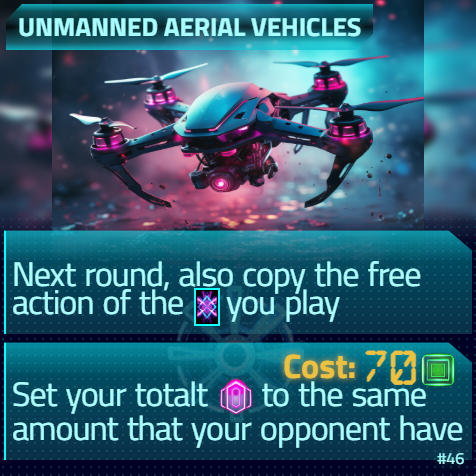 UNMANNED AERIAL VEHICLES
Next round, also copy the free
action of the you play
Cost: 70
Set your totalt to the same
amount that your opponent have
#46